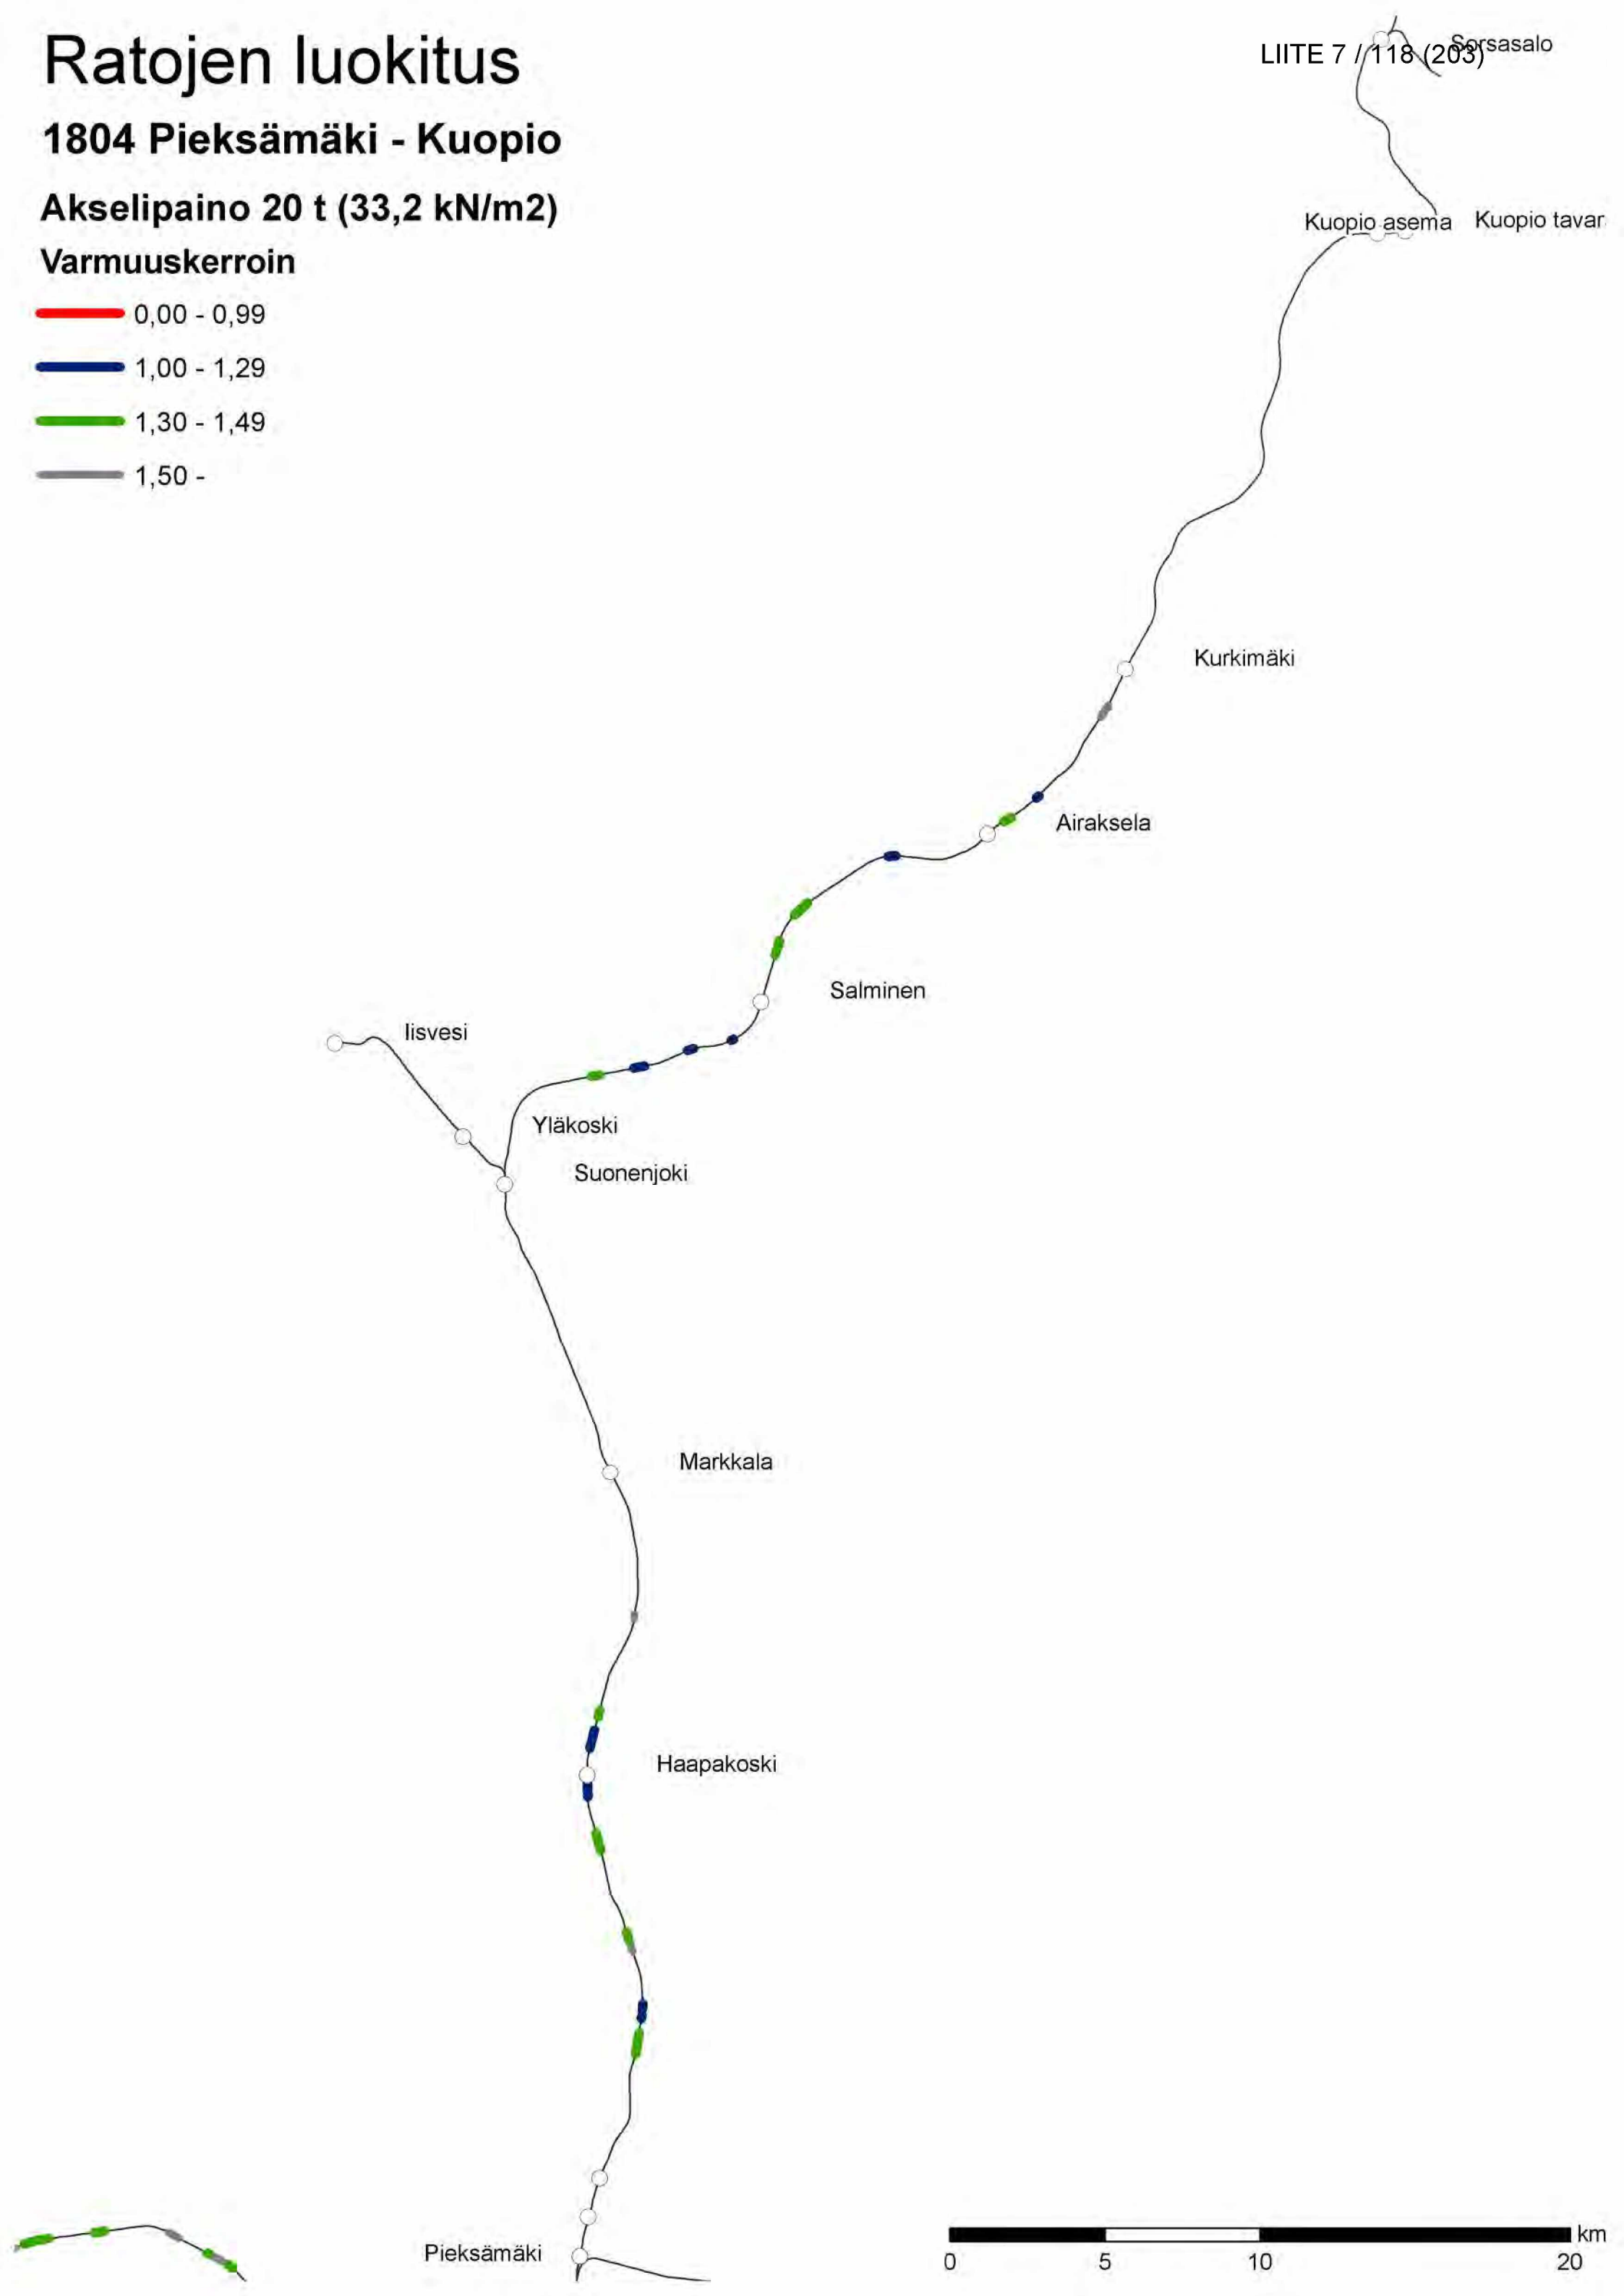 Ratojen luokitus
LIITE 7 / 118 (203)
Sorsasalo
1804 Pieksämäki - Kuopio
Akselipaino 20 t (33,2 kN/m2)
Kuopio asema
Kuopio tavar
Varmuuskerroin
0,00 - 0,99
1,00 - 1,29
1,30 - 1,49
1,50 -
Kurkimäki
Airaksela
Salminen
Iisvesi
Yläkoski
Suonenjoki
Markkala
Haapakoski
Pieksämäki
km
0 5 10 20